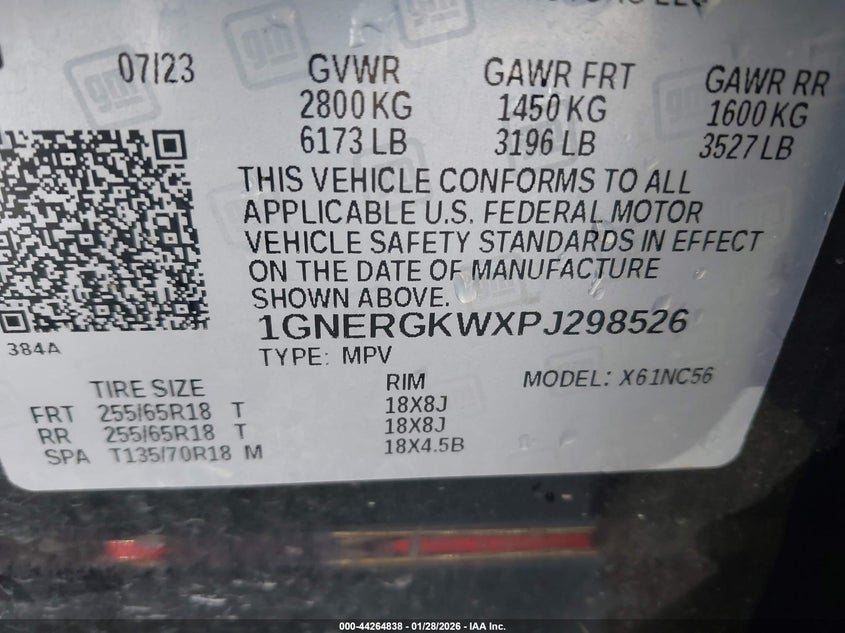 gm
07/23 GVWR GAWR FRT GAWR RR
2800 KG 1450 KG 1600 KG
6173 LB 3196 LB 3527 LB
THIS VEHICLE CONFORMS TO ALL
APPLICABLE U.S. FEDERAL MOTOR
VEHICLE SAFETY STANDARDS IN EFFECT
ON THE DATE OF MANUFACTURE
SHOWN ABOVE.
1GNERGKWXPJ298526
384A
TYPE: MPV
MODEL: X61NC56
TIRE SIZE RIM
FRT 255/65R18 T 18X8J
RR 255/65R18 T 18X8J
SPA T135/70R18 M 18X4.5B
000-44264838 - 01/28/2026 - IAA Inc.